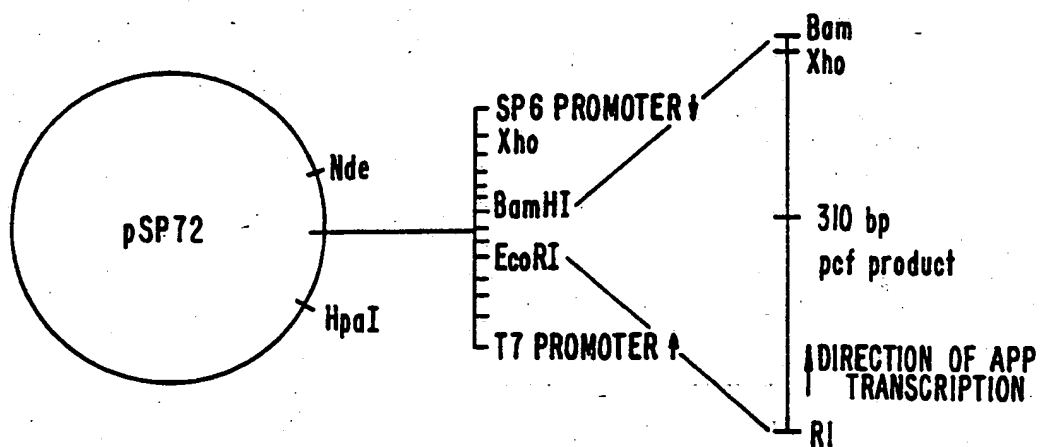 pSP72
Nde
HpaI
SP6 PROMOTER ↓
Xho
BamHI
EcoRI
T7 PROMOTER ↑
Bam
Xho
310 bp
pcf product
↑ DIRECTION OF APP
TRANSCRIPTION
RI